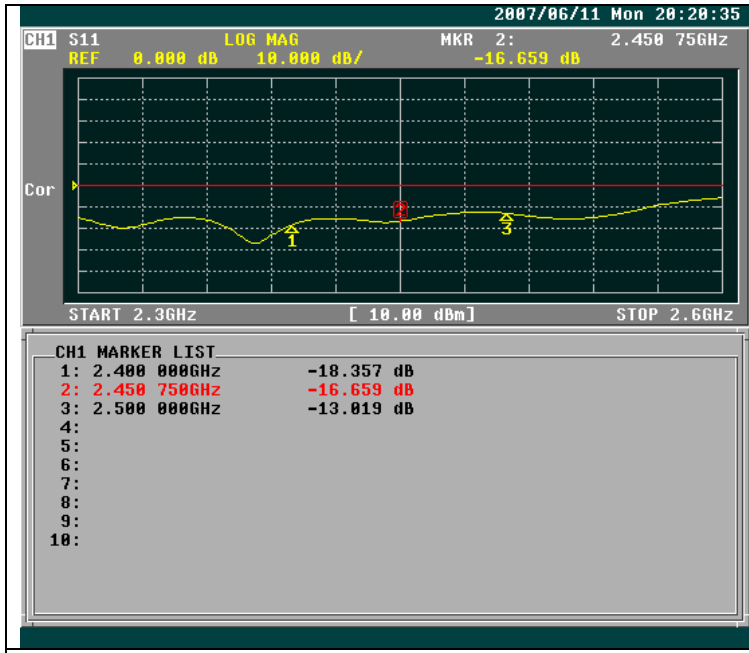 2007/06/11 Mon 20:20:35
CH1 S11 LOG MAG MKR 2: 2.450 75GHz
REF 0.000 dB 10.000 dB/ -16.659 dB
Cor
2
1
3
START 2.3GHz [ 10.00 dBm] STOP 2.6GHz
CH1 MARKER LIST
1: 2.400 000GHz -18.357 dB
2: 2.450 750GHz -16.659 dB
3: 2.500 000GHz -13.019 dB
4:
5:
6:
7:
8:
9:
10: